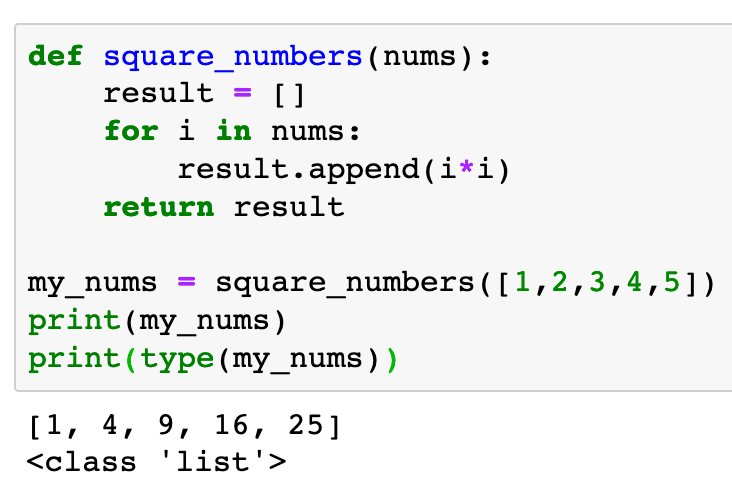 def square_numbers(nums):
    result = []
    for i in nums:
        result.append(i*i)
    return result

my_nums = square_numbers([1,2,3,4,5])
print(my_nums)
print(type(my_nums))
[1, 4, 9, 16, 25]
<class 'list'>